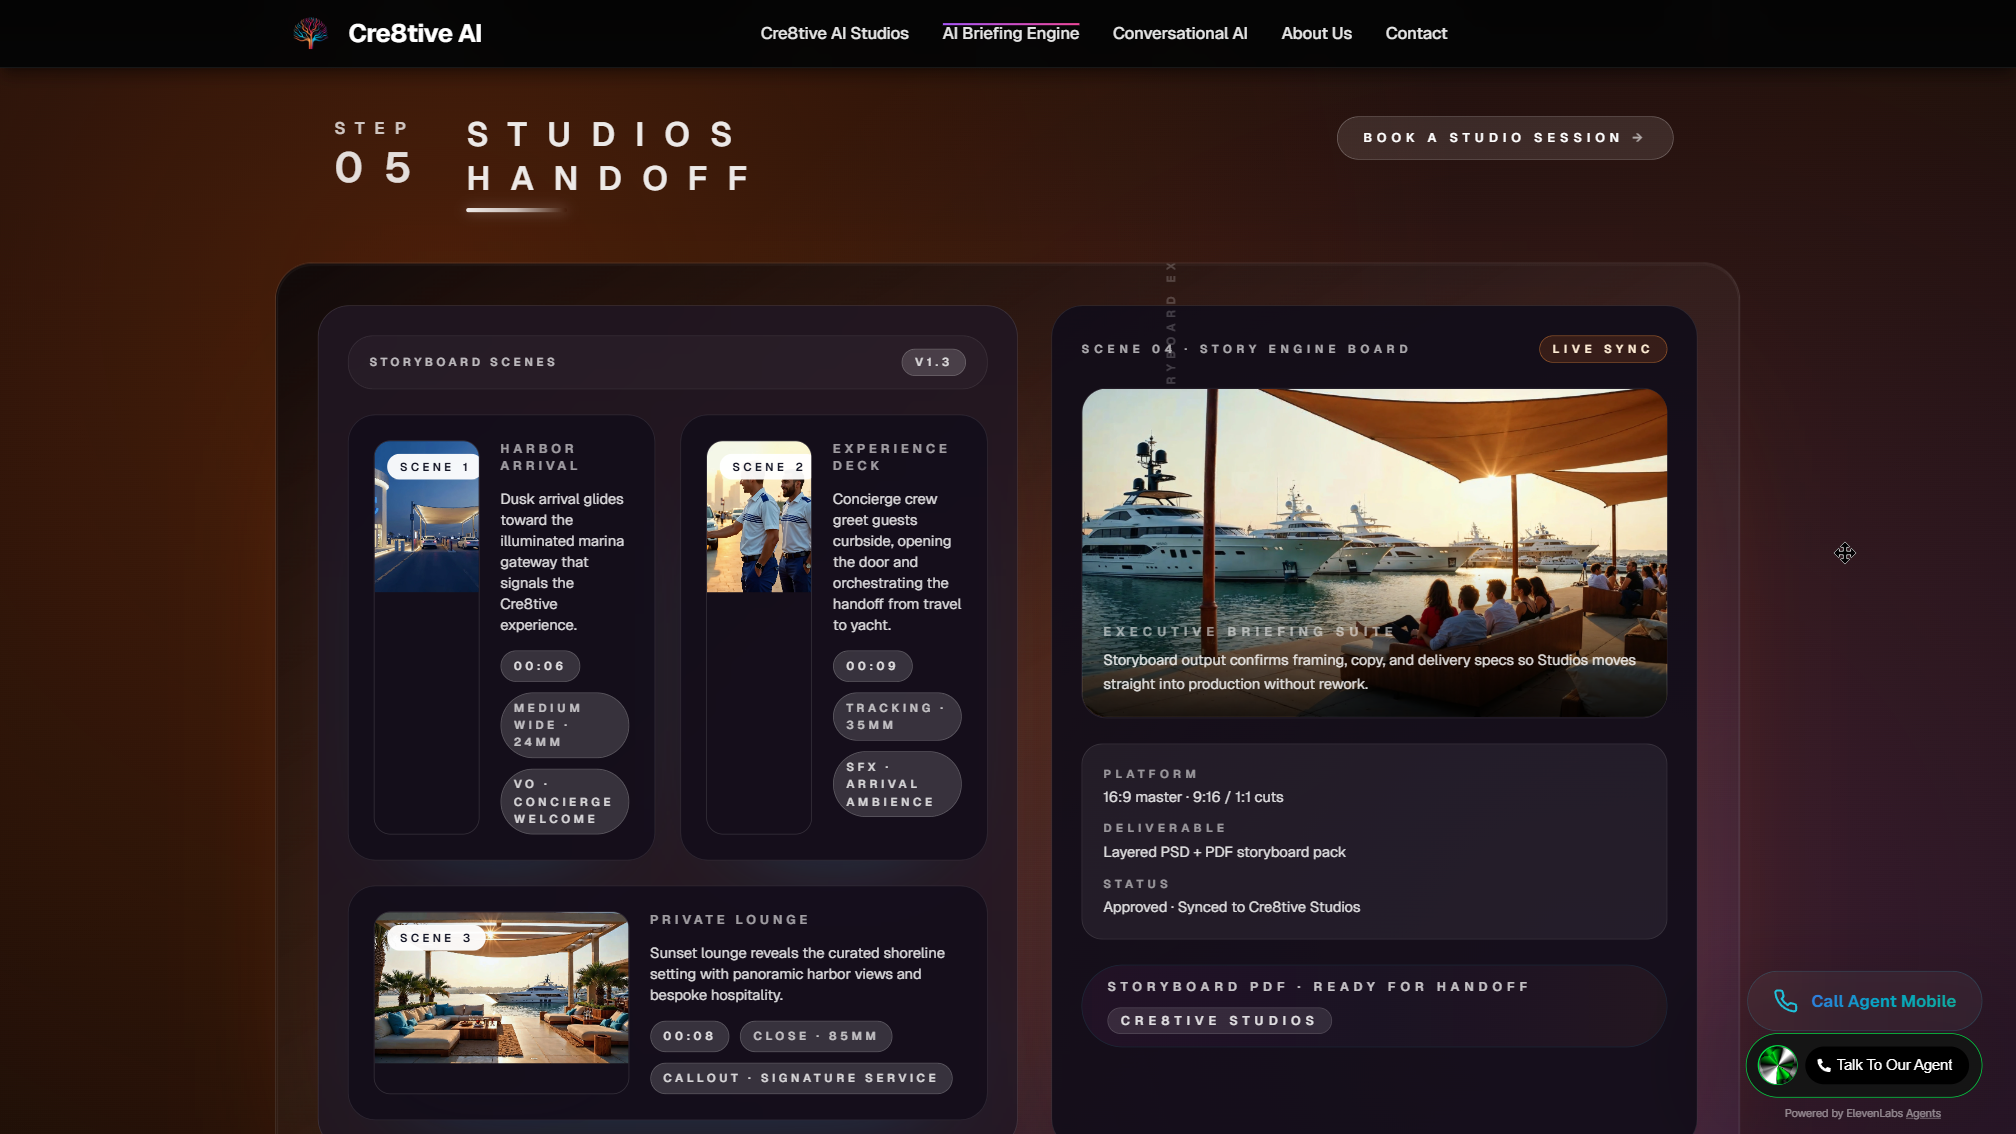 Cre8tive AI
Cre8tive AI Studios
AI Briefing Engine
Conversational AI
About Us
Contact
STEP
05
STUDIOS
HANDOFF
BOOK A STUDIO SESSION →
STORYBOARD SCENES
V1.3
SCENE 1
HARBOR
ARRIVAL
Dusk arrival glides
toward the
illuminated marina
gateway that
signals the
Cre8tive
experience.
00:06
MEDIUM
WIDE ·
24MM
VO ·
CONCIERGE
WELCOME
SCENE 2
EXPERIENCE
DECK
Concierge crew
greet guests
curbside, opening
the door and
orchestrating the
handoff from travel
to yacht.
00:09
TRACKING ·
35MM
SFX ·
ARRIVAL
AMBIENCE
SCENE 3
PRIVATE LOUNGE
Sunset lounge reveals the curated shoreline
setting with panoramic harbor views and
bespoke hospitality.
00:08
CLOSE · 85MM
CALLOUT · SIGNATURE SERVICE
RYBOARD EX
SCENE 04 · STORY ENGINE BOARD
LIVE SYNC
EXECUTIVE BRIEFING SUITE
Storyboard output confirms framing, copy, and delivery specs so Studios moves
straight into production without rework.
PLATFORM
16:9 master · 9:16 / 1:1 cuts
DELIVERABLE
Layered PSD + PDF storyboard pack
STATUS
Approved · Synced to Cre8tive Studios
STORYBOARD PDF · READY FOR HANDOFF
CRE8TIVE STUDIOS
Call Agent Mobile
Talk To Our Agent
Powered by ElevenLabs Agents